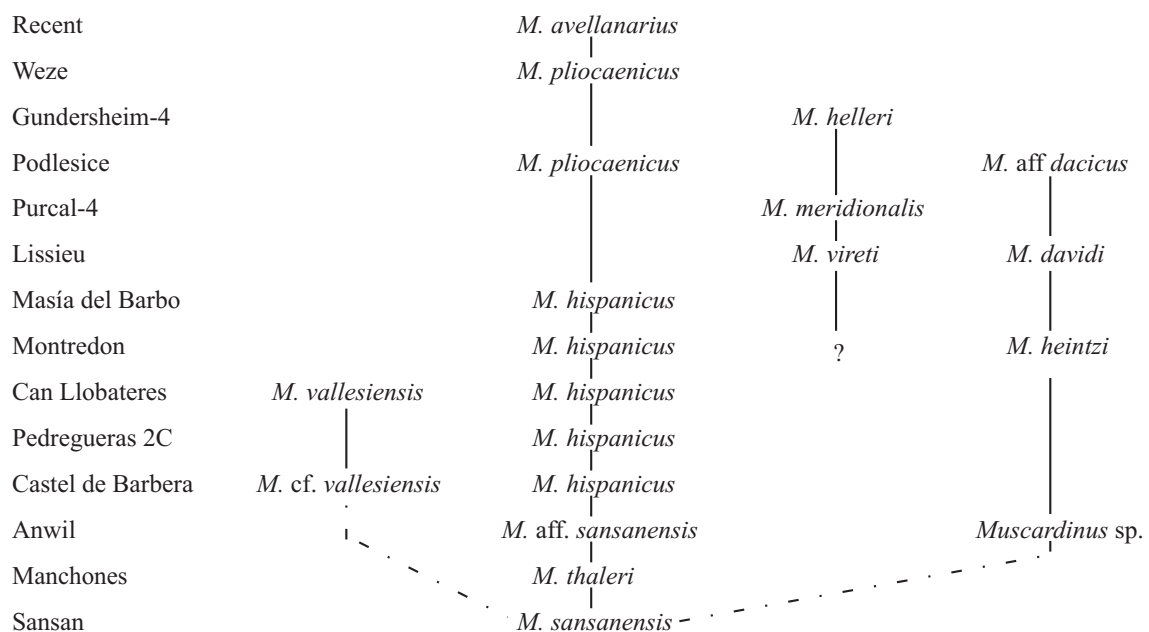 Recent M. avellanarius
Weze M. pliocaenicus
Gundersheim-4 M. helleri
Podlesice M. pliocaenicus M. aff dacicus
Purcal-4 M. meridionalis
Lissieu M. vireti M. davidi
Masía del Barbo M. hispanicus
Montredon M. hispanicus ? M. heintzi
Can Llobateres M. vallesiensis M. hispanicus
Pedregueras 2C M. hispanicus
Castel de Barbera M. cf. vallesiensis M. hispanicus
Anwil M. aff. sansanensis Muscardinus sp.
Manchones M. thaleri
Sansan M. sansanensis